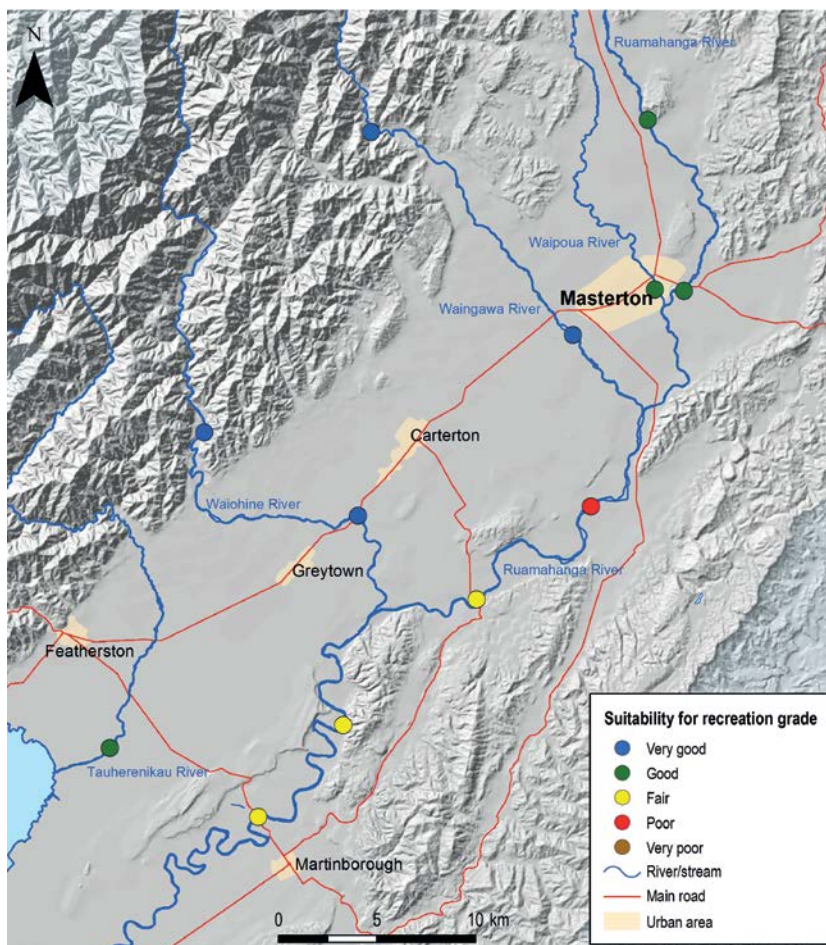 N
Ruamahanga River
Waipoua River
Masterton
Waingawa River
Carterton
Waiohine River
Greytown
Ruamahanga River
Featherston
Tauherenikau River
Martinborough
0 5 10 km
Suitability for recreation grade
Very good
Good
Fair
Poor
Very poor
River/stream
Main road
Urban area